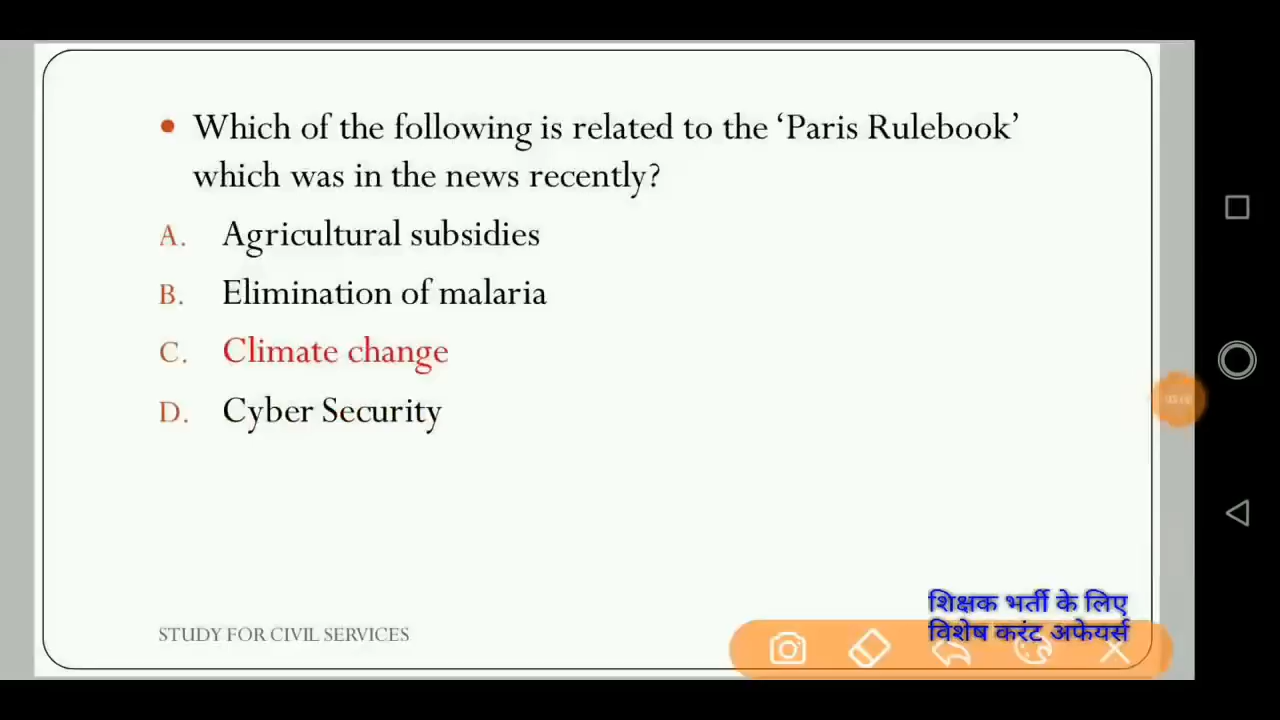 • Which of the following is related to the ‘Paris Rulebook’
which was in the news recently?
A. Agricultural subsidies
B. Elimination of malaria
C. Climate change
D. Cyber Security
शिक्षक भर्ती के लिए
विशेष करंट अफेयर्स
STUDY FOR CIVIL SERVICES